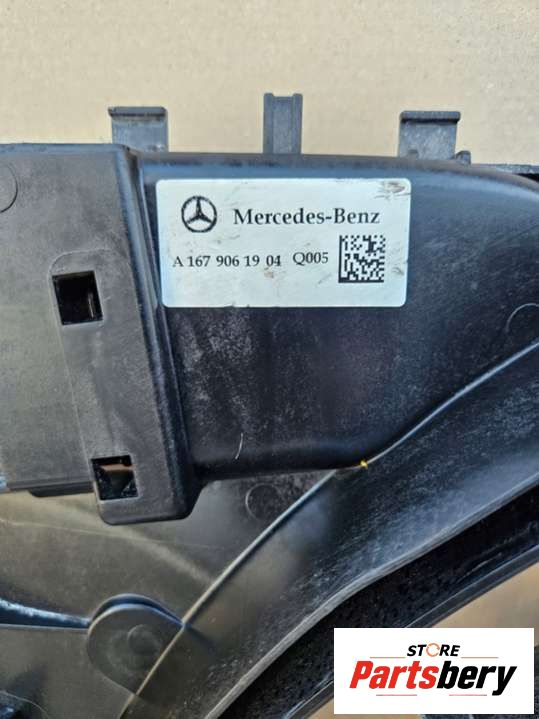 Mercedes-Benz
A 167 906 19 04 Q005
STORE
Partsbery